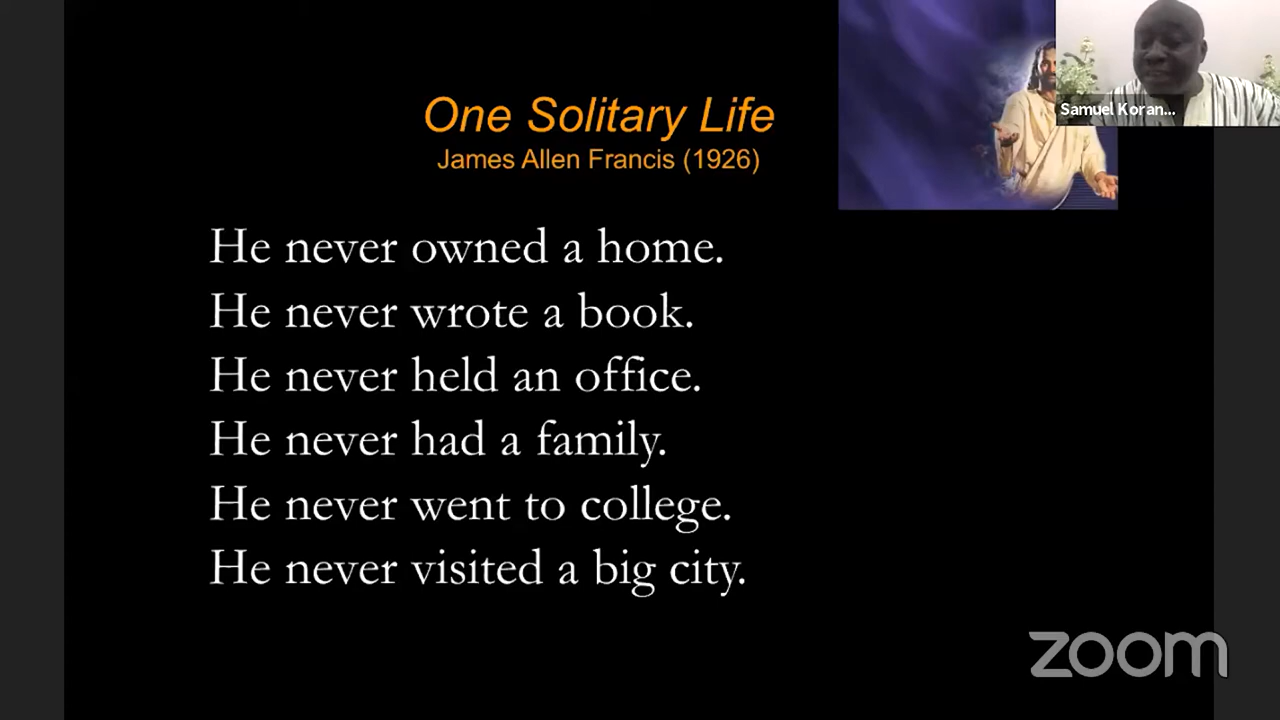 One Solitary Life
James Allen Francis (1926)
Samuel Koran...
He never owned a home.
He never wrote a book.
He never held an office.
He never had a family.
He never went to college.
He never visited a big city.
zoom